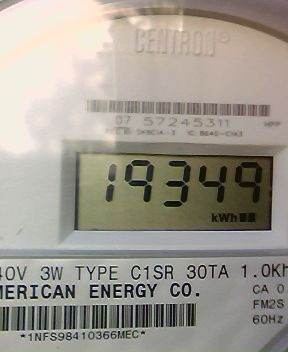 CENTRON®
07 57245311
19349
kWh
40V 3W TYPE C1SR 30TA 1.0Kh
MERICAN ENERGY CO.
CA 0
FM2S
60Hz
*1NFS98410366MEC*